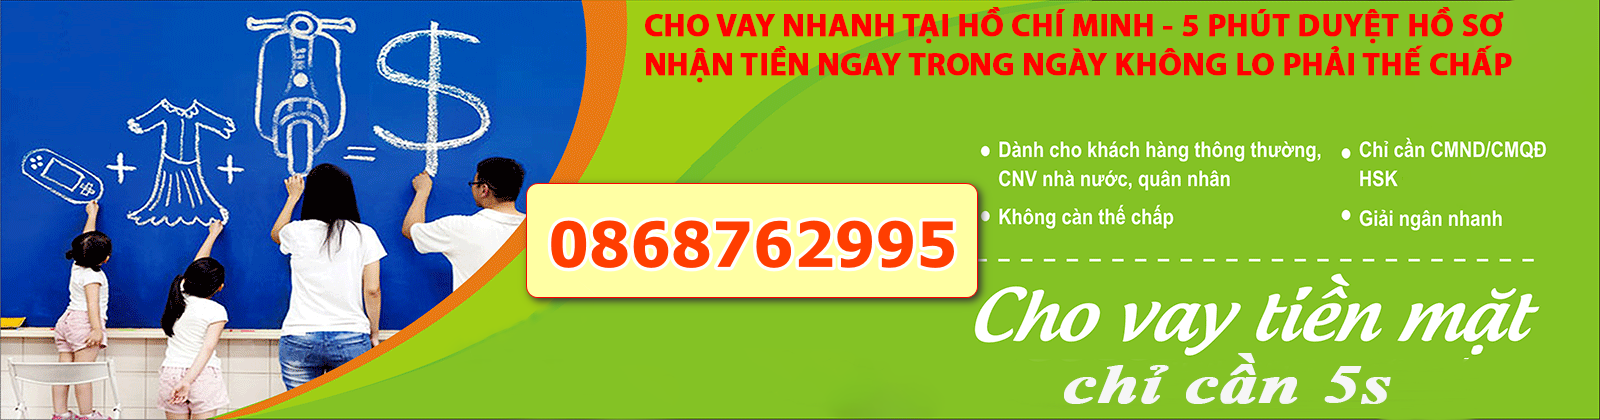 CHO VAY NHANH TẠI HỒ CHÍ MINH - 5 PHÚT DUYỆT HỒ SƠ
NHẬN TIỀN NGAY TRONG NGÀY KHÔNG LO PHẢI THẾ CHẤP
• Dành cho khách hàng thông thường,
CNV nhà nước, quân nhân
• Không càn thế chấp
• Chỉ cần CMND/CMQĐ
HSK
• Giải ngân nhanh
0868762995
Cho vay tiền mặt
chỉ cần 5s
+ + = $